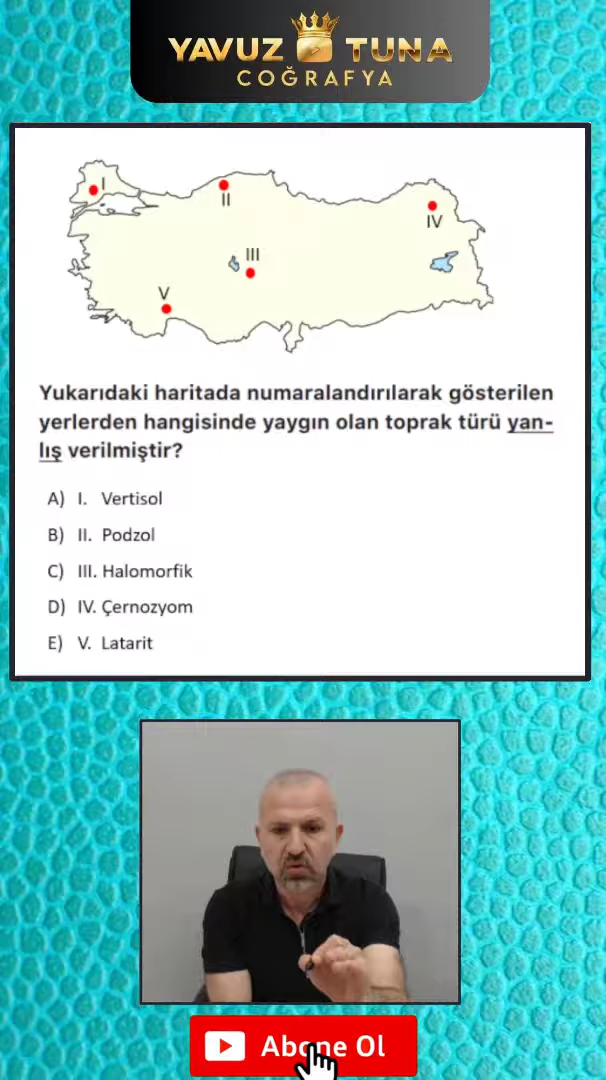 YAVUZ TUNA
COĞRAFYA
I
II
IV
III
V
Yukarıdaki haritada numaralandırılarak gösterilen
yerlerden hangisinde yaygın olan toprak türü yan-
lış verilmiştir?
A) I. Vertisol
B) II. Podzol
C) III. Halomorfik
D) IV. Çernozyom
E) V. Latarit
Abone Ol